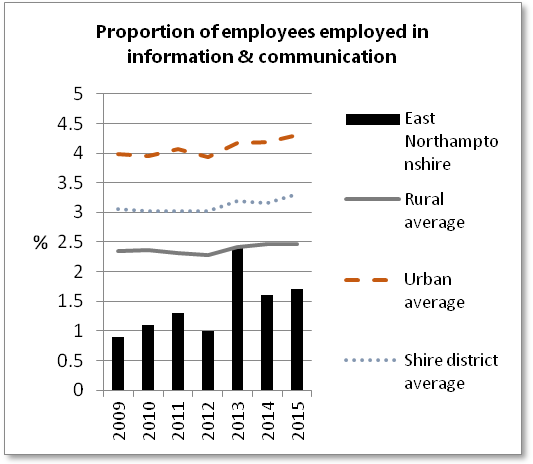 Proportion of employees employed in
information & communication
5
4.5
4
3.5
3
2.5
2
1.5
1
0.5
0
%
2009
2010
2011
2012
2013
2014
2015
East
Northampto
nshire
Rural
average
Urban
average
Shire district
average